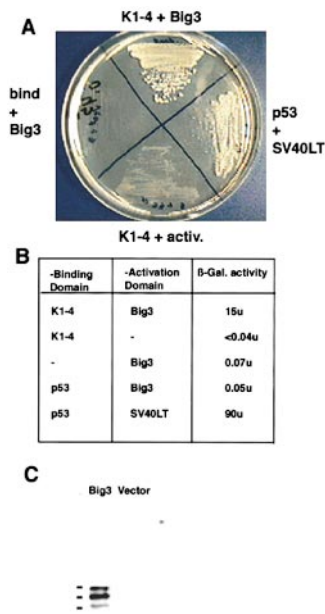 A
K1-4 + Big3
bind
+
Big3
p53
+
SV40LT
K1-4 + activ.
B
-Binding Domain
-Activation Domain
ß-Gal. activity
K1-4 Big3 15u
K1-4 - <0.04u
- Big3 0.07u
p53 Big3 0.05u
p53 SV40LT 90u
C
Big3 Vector